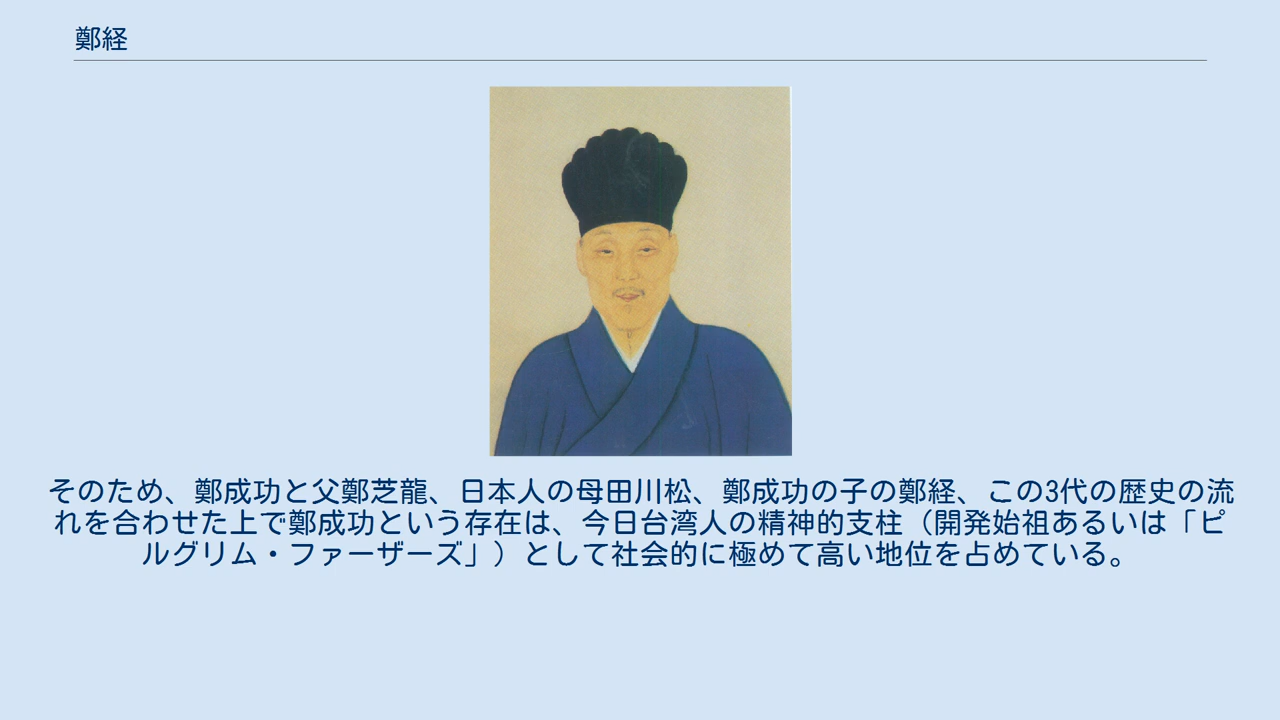 鄭経
そのため、鄭成功と父鄭芝龍、日本人の母田川松、鄭成功の子の鄭経、この3代の歴史の流
れを合わせた上で鄭成功という存在は、今日台湾人の精神的支柱（開発始祖あるいは「ピ
ルグリム・ファーザーズ」）として社会的に極めて高い地位を占めている。